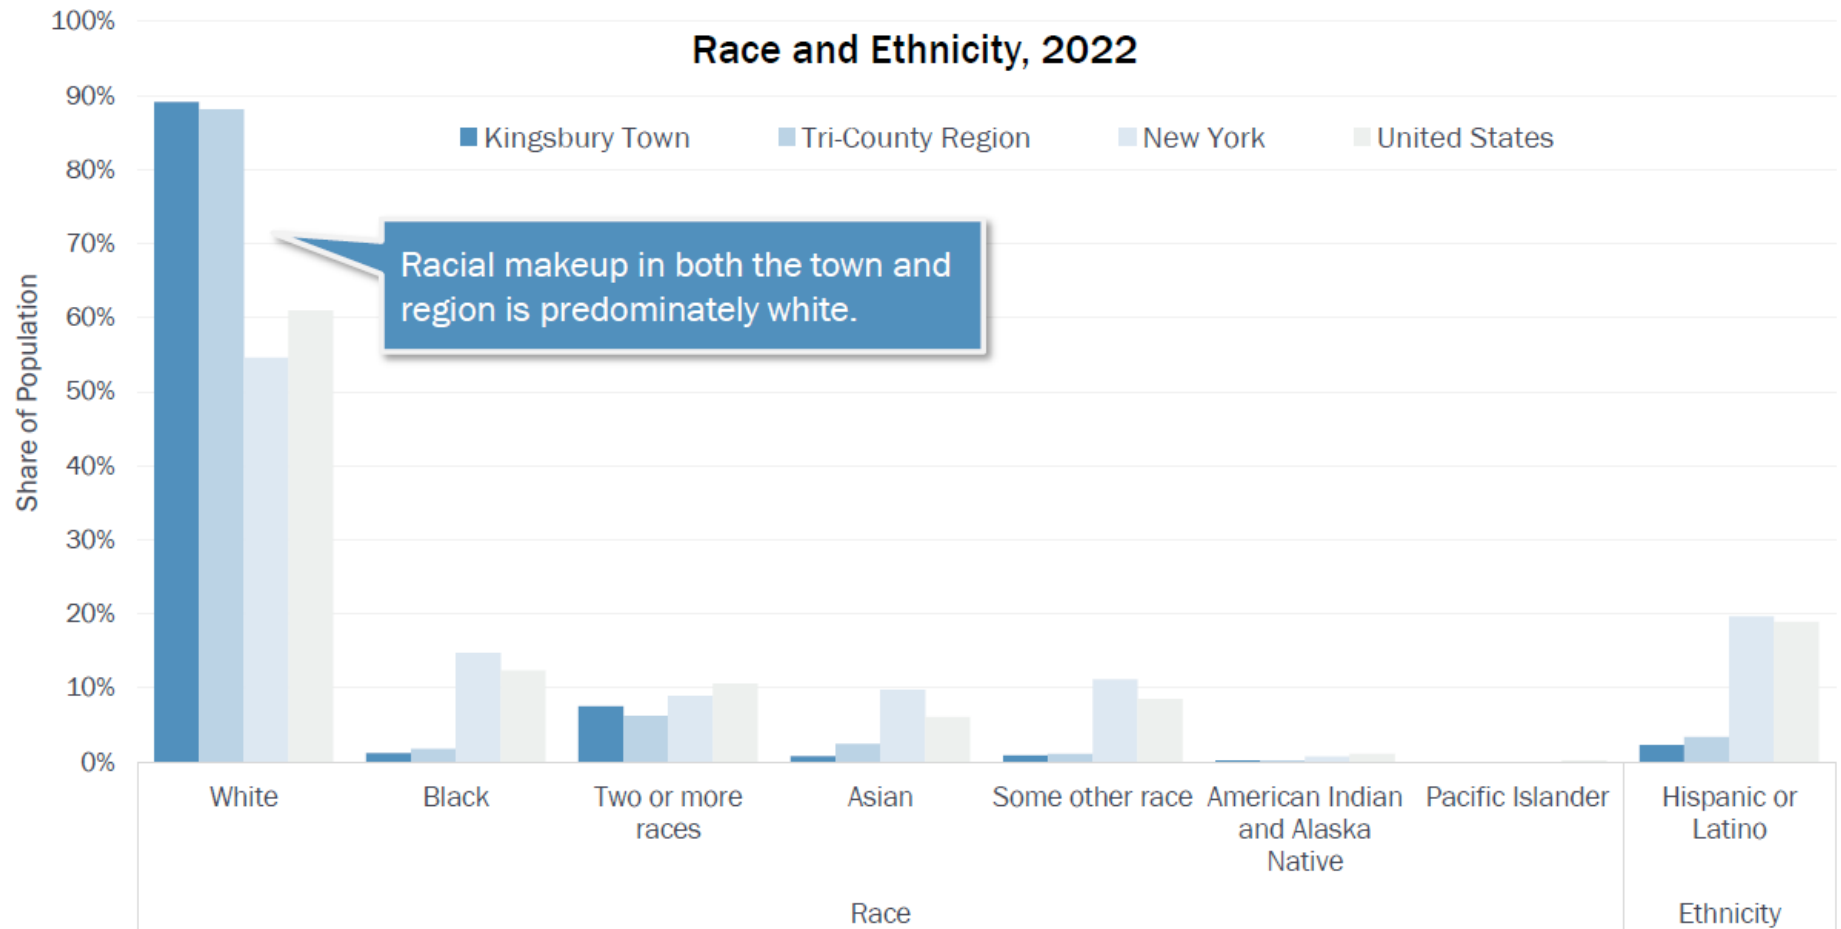 Race and Ethnicity, 2022
Kingsbury Town
Tri-County Region
New York
United States
Racial makeup in both the town and
region is predominately white.
Share of Population
100%
90%
80%
70%
60%
50%
40%
30%
20%
10%
0%
White
Black
Two or more
races
Asian
Some other race
American Indian
and Alaska
Native
Pacific Islander
Hispanic or
Latino
Race
Ethnicity